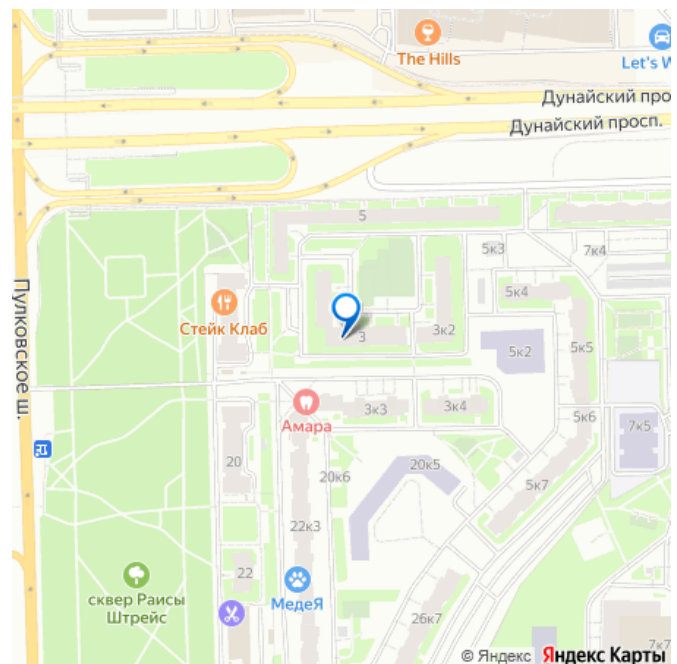 The Hills
Let's W
Дунайский про
Дунайский просп.
5
5к3
7к4
5к4
Пулковское ш.
Стейк Клаб
3
3к2
5к2
5к5
Амара
3к3
3к4
5к6
7к5
20
20к6
20к5
5к7
22к3
22
МедеЯ
сквер Раисы
Штрейс
26к7
7к7
© Яндекс Яндекс Карты